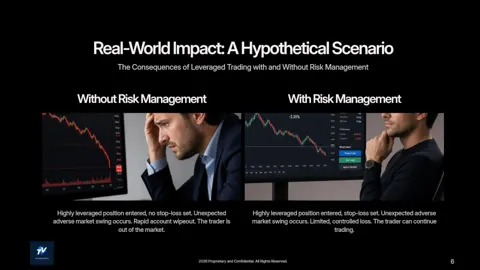 Real-World Impact: A Hypothetical Scenario
The Consequences of Leveraged Trading with and Without Risk Management
Without Risk Management
With Risk Management
-3,35%
Highly leveraged position entered, no stop-loss set. Unexpected
adverse market swing occurs. Rapid account wipeout. The trader is
out of the market.
Highly leveraged position entered, stop-loss set. Unexpected adverse
market swing occurs. Limited, controlled loss. The trader can continue
trading.
2026 Proprietary and Confidential. All Rights Reserved.
6